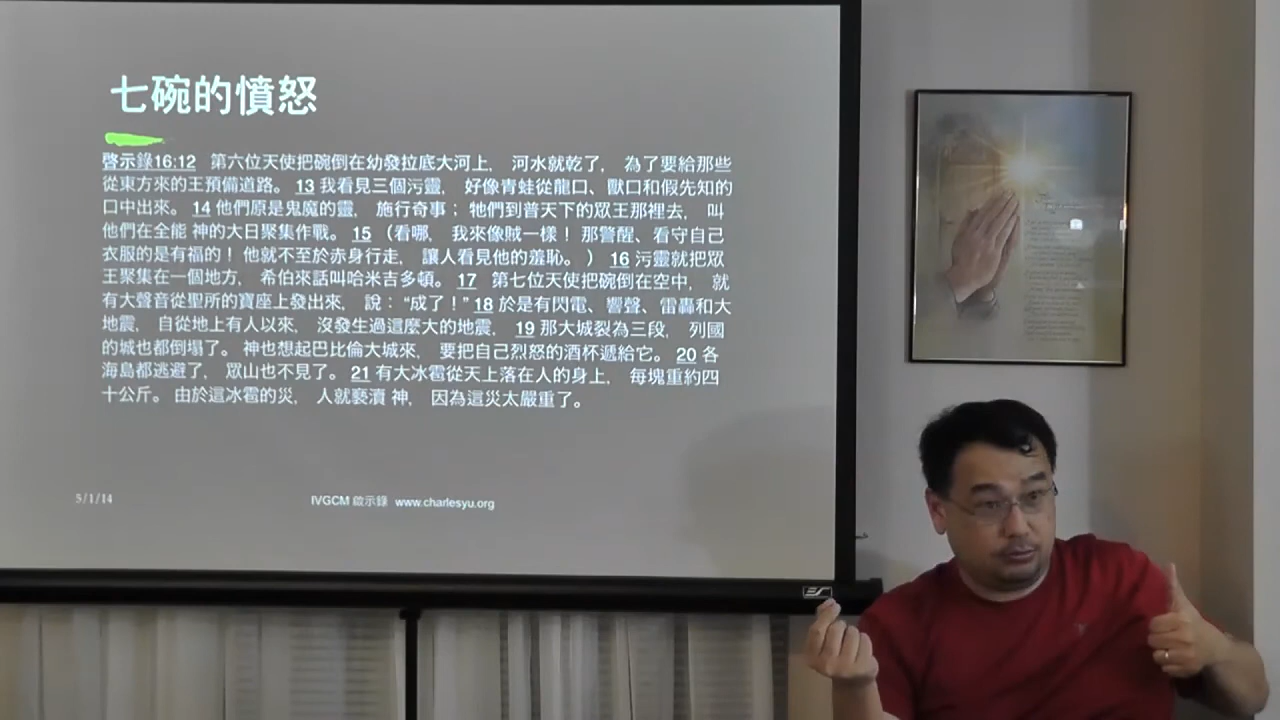 七碗的憤怒
啓示錄16:12 第六位天使把碗倒在幼發拉底大河上， 河水就乾了， 為了要給那些
從東方來的王預備道路。 13 我看見三個污靈， 好像青蛙從龍口、獸口和假先知的
口中出來。 14 他們原是鬼魔的靈， 施行奇事； 牠們到普天下的眾王那裡去， 叫
他們在全能 神的大日聚集作戰。 15 （看哪， 我來像賊一樣！ 那警醒、看守自己
衣服的是有福的！ 他就不至於赤身行走， 讓人看見他的羞恥。） 16 污靈就把眾
王聚集在一個地方， 希伯來話叫哈米吉多頓。 17 第七位天使把碗倒在空中， 就
有大聲音從聖所的寶座上發出來， 說：“成了！” 18 於是有閃電、響聲、雷轟和大
地震， 自從地上有人以來， 沒發生過這麼大的地震， 19 那大城裂為三段， 列國
的城也都倒塌了。 神也想起巴比倫大城來， 要把自己烈怒的酒杯遞給它。 20 各
海島都逃避了， 眾山也不見了。 21 有大冰雹從天上落在人的身上， 每塊重約四
十公斤。 由於這冰雹的災， 人就褻瀆 神， 因為這災太嚴重了。
5/1/14
IVGCM 啟示錄 www.charlesyu.org